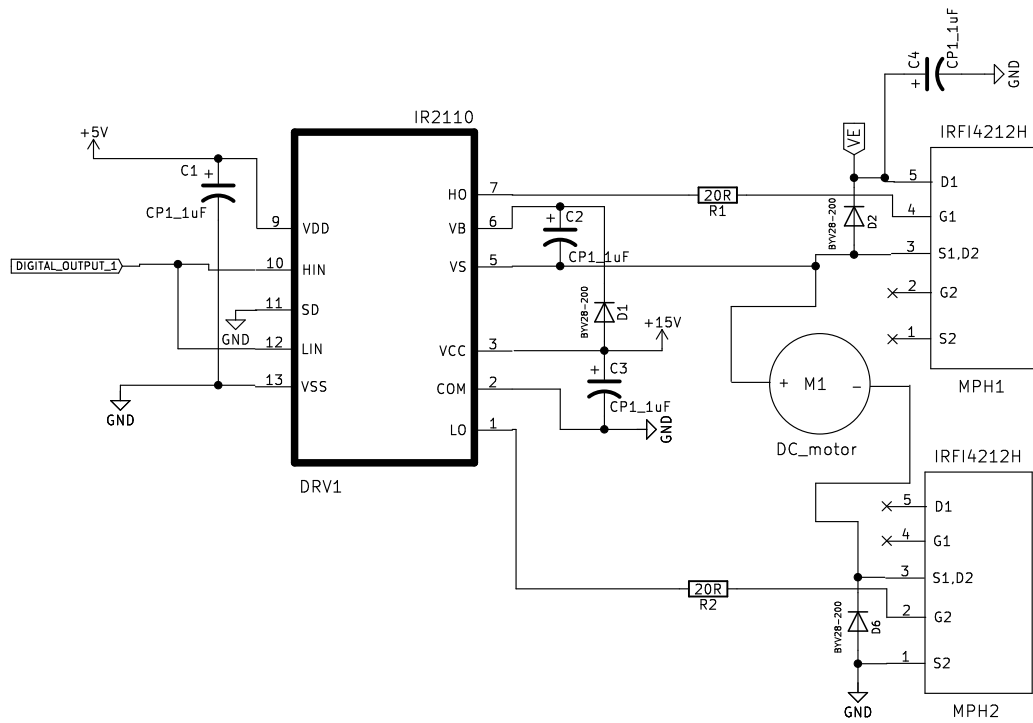 +5V
C1
+
CP1_1uF
DIGITAL_OUTPUT_1
GND
GND
IR2110
9 VDD
10 HIN
11 SD
12 LIN
13 VSS
HO 7
VB 6
VS 5
VCC 3
COM 2
LO 1
DRV1
+ C2
CP1_1uF
BYV28-200
D1
+15V
+ C3
CP1_1uF
GND
20R
R1
VE
BYV28-200
D2
C4
+
CP1_1uF
GND
IRFI4212H
5 D1
4 G1
3 S1,D2
2 G2
1 S2
MPH1
+ M1 −
DC_motor
IRFI4212H
5 D1
4 G1
3 S1,D2
2 G2
1 S2
MPH2
20R
R2
BYV28-200
D6
GND